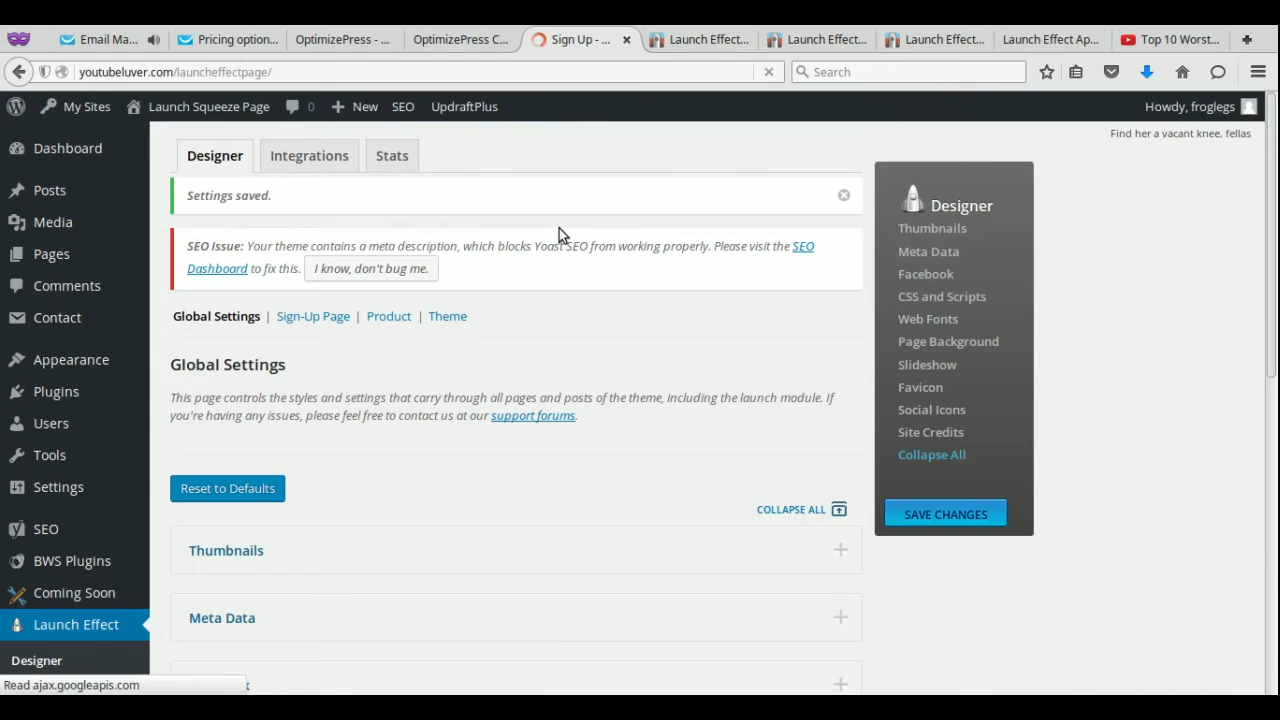 Email Ma...
Pricing option...
OptimizePress - ...
OptimizePress C...
Sign Up - ...
Launch Effect...
Launch Effect...
Launch Effect...
Launch Effect Ap...
Top 10 Worst...
youtubeluver.com/launcheffectpage/
Search
My Sites
Launch Squeeze Page
0
New
SEO
UpdraftPlus
Howdy, froglegs
Find her a vacant knee, fellas
Dashboard
Posts
Media
Pages
Comments
Contact
Appearance
Plugins
Users
Tools
Settings
SEO
BWS Plugins
Coming Soon
Launch Effect
Designer
Read ajax.googleapis.com
Designer
Integrations
Stats
Settings saved.
SEO Issue: Your theme contains a meta description, which blocks Yoast SEO from working properly. Please visit the SEO
Dashboard to fix this. I know, don't bug me.
Global Settings | Sign-Up Page | Product | Theme
Global Settings
This page controls the styles and settings that carry through all pages and posts of the theme, including the launch module. If
you're having any issues, please feel free to contact us at our support forums.
Reset to Defaults
COLLAPSE ALL
Thumbnails
Meta Data
Designer
Thumbnails
Meta Data
Facebook
CSS and Scripts
Web Fonts
Page Background
Slideshow
Favicon
Social Icons
Site Credits
Collapse All
SAVE CHANGES